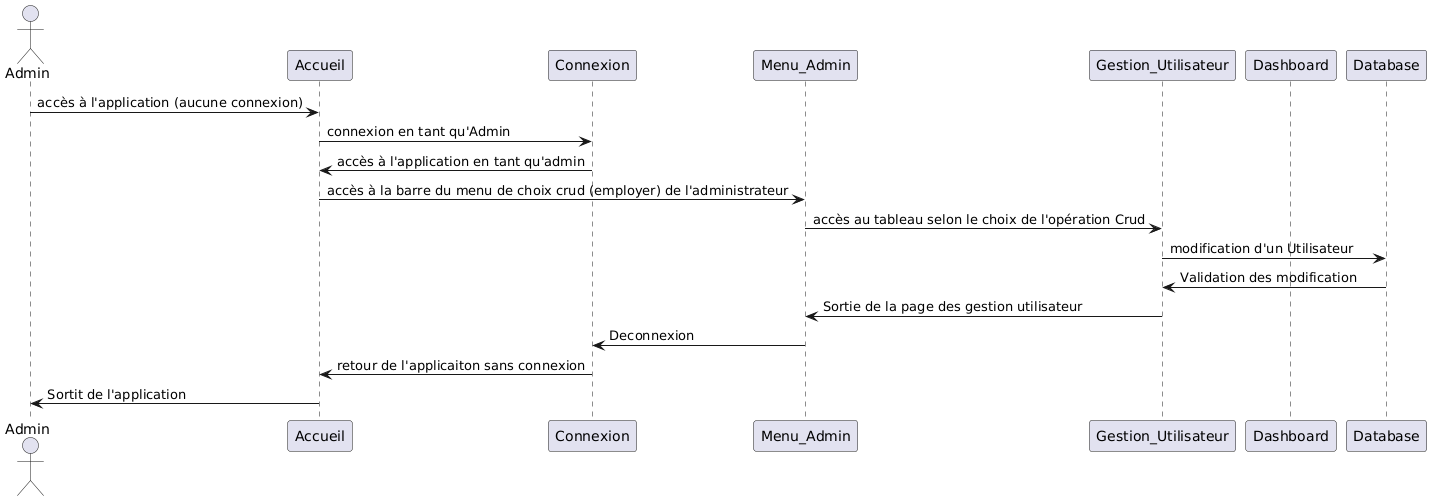 Admin
Accueil
Connexion
Menu_Admin
Gestion_Utilisateur
Dashboard
Database
accès à l'application (aucune connexion)
connexion en tant qu'Admin
accès à l'application en tant qu'admin
accès à la barre du menu de choix crud (employer) de l'administrateur
accès au tableau selon le choix de l'opération Crud
modification d'un Utilisateur
Validation des modification
Sortie de la page des gestion utilisateur
Deconnexion
retour de l'applicaiton sans connexion
Sortit de l'application
Admin
Accueil
Connexion
Menu_Admin
Gestion_Utilisateur
Dashboard
Database